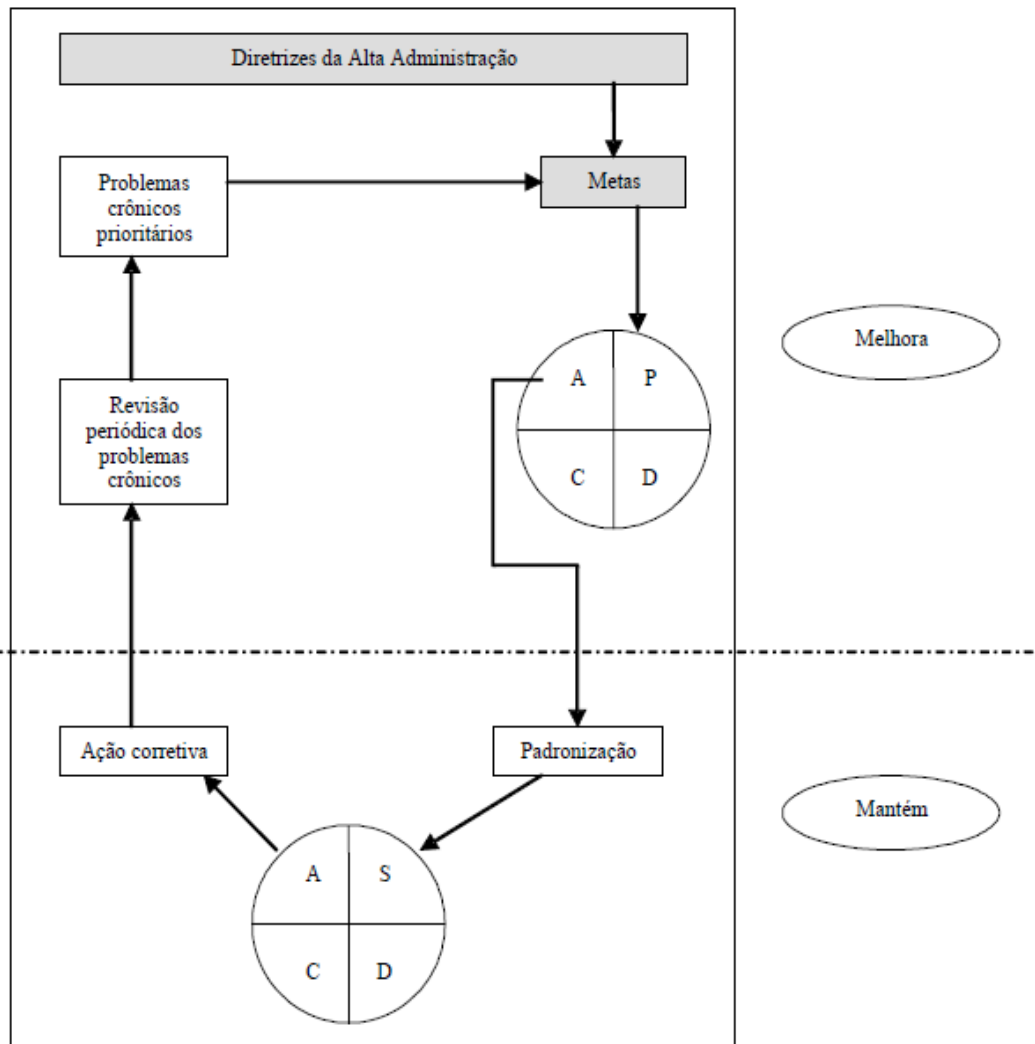 Diretrizes da Alta Administração
Problemas
crônicos
prioritários
Metas
Melhora
A
P
C
D
Revisão
periódica dos
problemas
crônicos
Ação corretiva
Padronização
Mantém
A
S
C
D